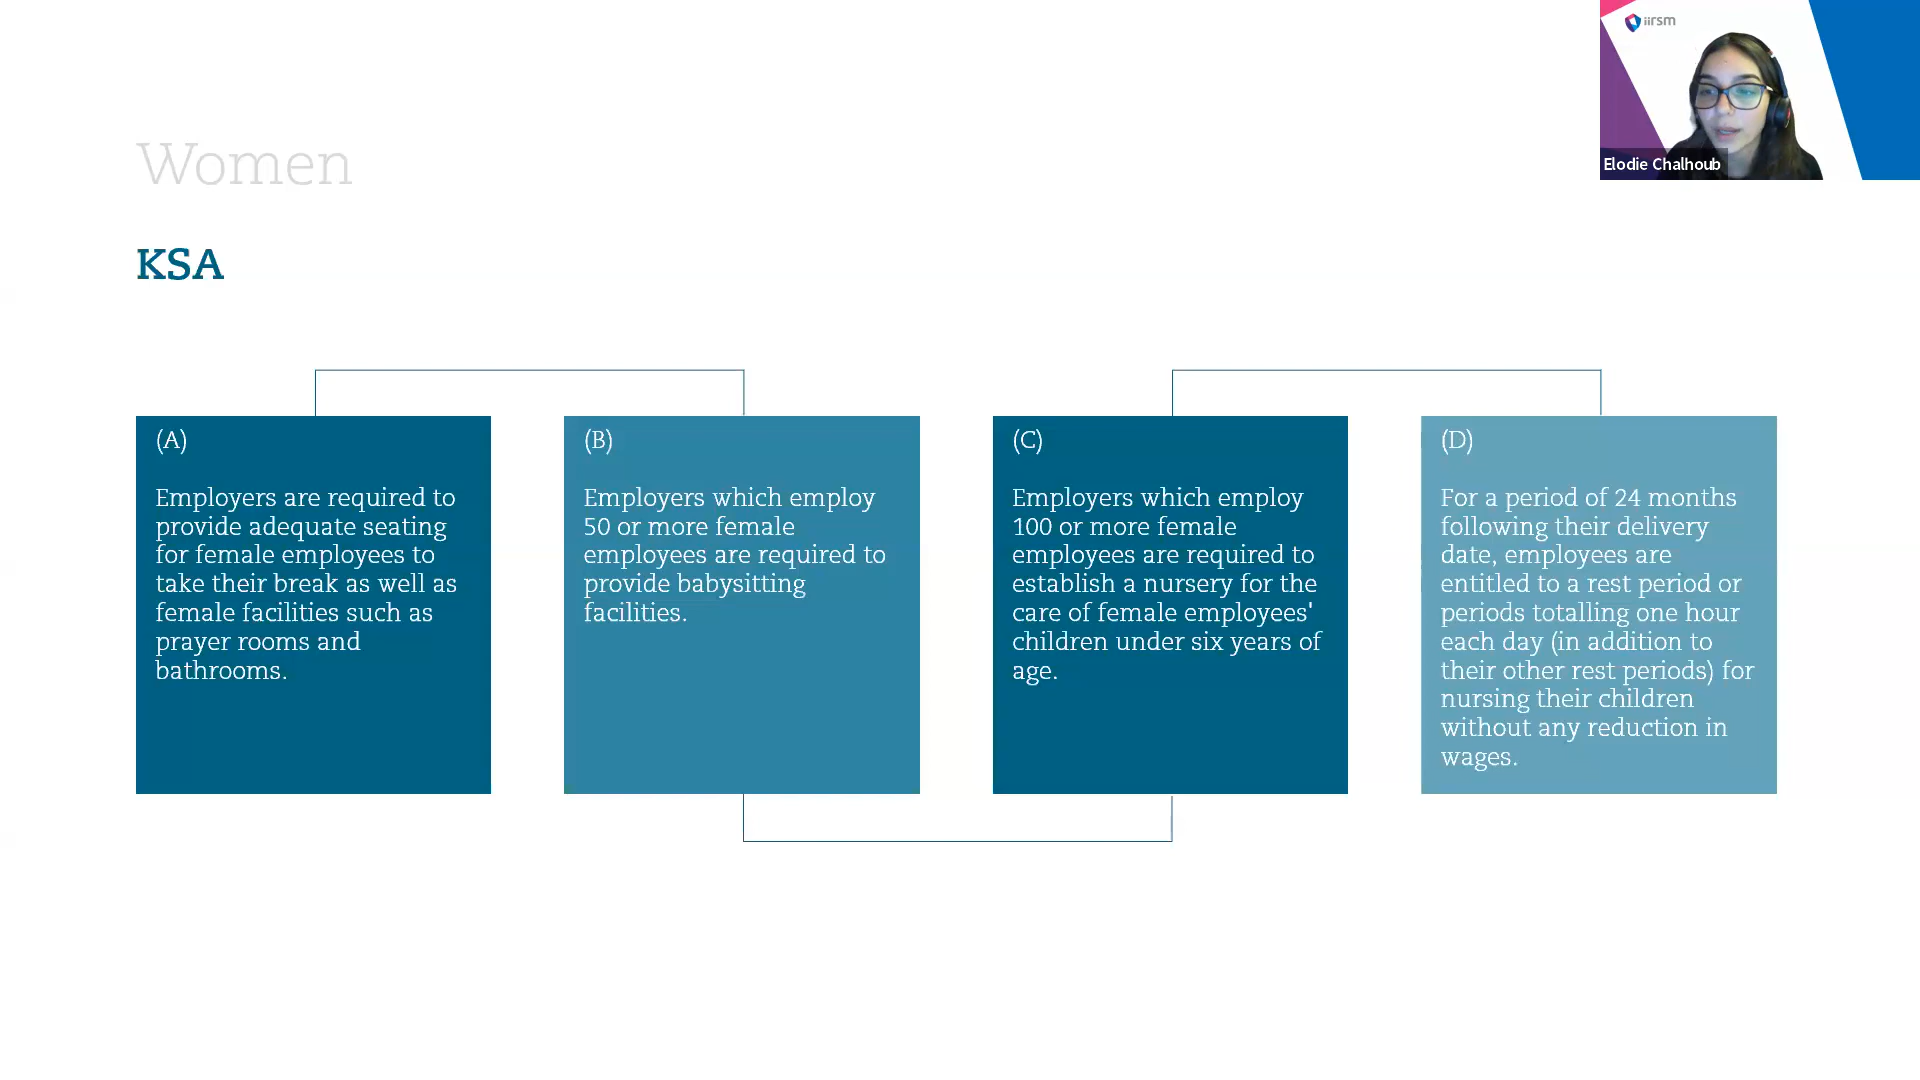 iirsm
Elodie Chalhoub
Women
KSA
(A)
Employers are required to
provide adequate seating
for female employees to
take their break as well as
female facilities such as
prayer rooms and
bathrooms.
(B)
Employers which employ
50 or more female
employees are required to
provide babysitting
facilities.
(C)
Employers which employ
100 or more female
employees are required to
establish a nursery for the
care of female employees'
children under six years of
age.
(D)
For a period of 24 months
following their delivery
date, employees are
entitled to a rest period or
periods totalling one hour
each day (in addition to
their other rest periods) for
nursing their children
without any reduction in
wages.